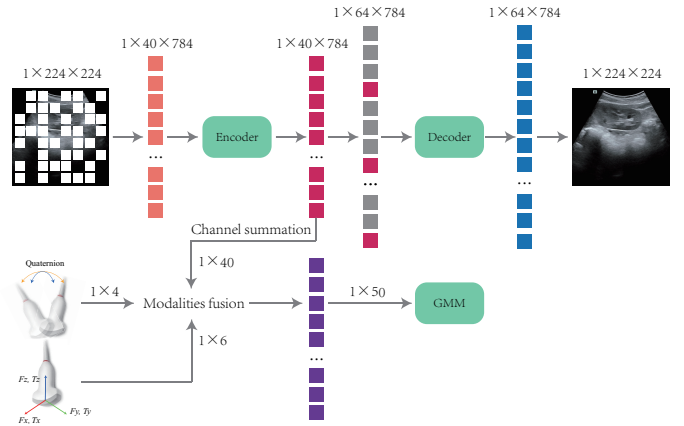 1×64×784
1×64×784
1×40×784
1×40×784
1×224×224
1×224×224
Encoder
Decoder
...
...
...
...
Channel summation
1×40
Quaternion
1×4
Modalities fusion
1×50
GMM
1×6
...
Fz, Tz
Fx, Tx
Fy, Ty